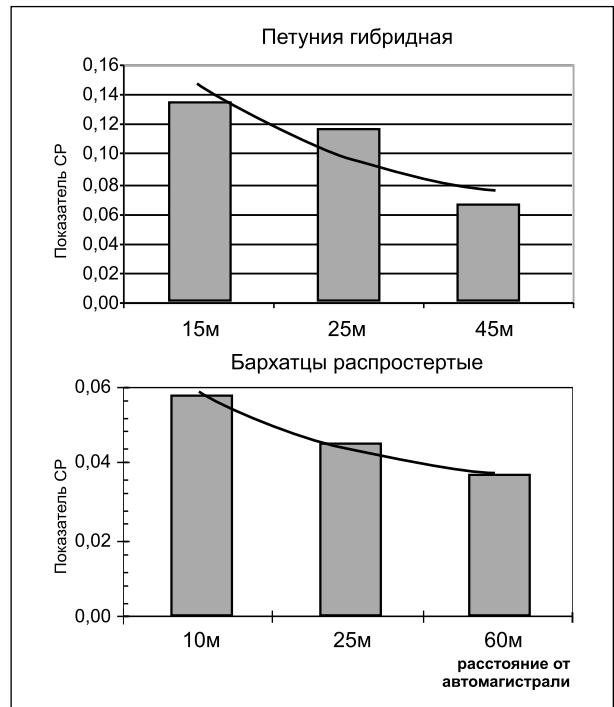 Петуния гибридная
Показатель СР
0,16
0,14
0,12
0,10
0,08
0,06
0,04
0,02
0,00
15м 25м 45м
Бархатцы распростертые
Показатель СР
0,06
0,04
0,02
0,00
10м 25м 60м
расстояние от
автомагистрали